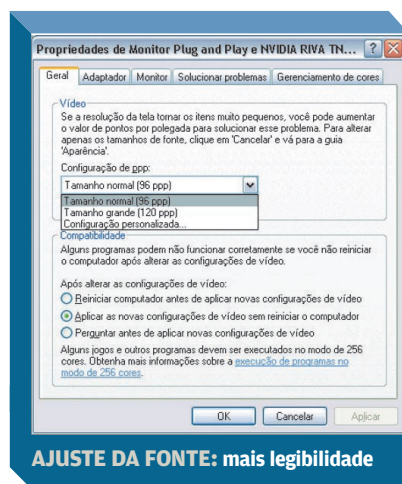 Propriedades de Monitor Plug and Play e NVIDIA RIVA TN...
Geral Adaptador Monitor Solucionar problemas Gerenciamento de cores
Vídeo
Se a resolução da tela tornar os itens muito pequenos, você pode aumentar
o valor de pontos por polegada para solucionar esse problema. Para alterar
apenas os tamanhos de fonte, clique em 'Cancelar' e vá para a guia
'Aparência'.
Configuração de ppp:
Tamanho normal (96 ppp)
Tamanho normal (96 ppp)
Tamanho grande (120 ppp)
Configuração personalizada...
Compatibilidade
Alguns programas podem não funcionar corretamente se você não reiniciar
o computador após alterar as configurações de vídeo.
Após alterar as configurações de vídeo:
Reiniciar computador antes de aplicar novas configurações de vídeo
Aplicar as novas configurações de vídeo sem reiniciar o computador
Perguntar antes de aplicar novas configurações de vídeo
Alguns jogos e outros programas devem ser executados no modo de 256
cores. Obtenha mais informações sobre a execução de programas no
modo de 256 cores.
OK Cancelar Aplicar
AJUSTE DA FONTE: mais legibilidade